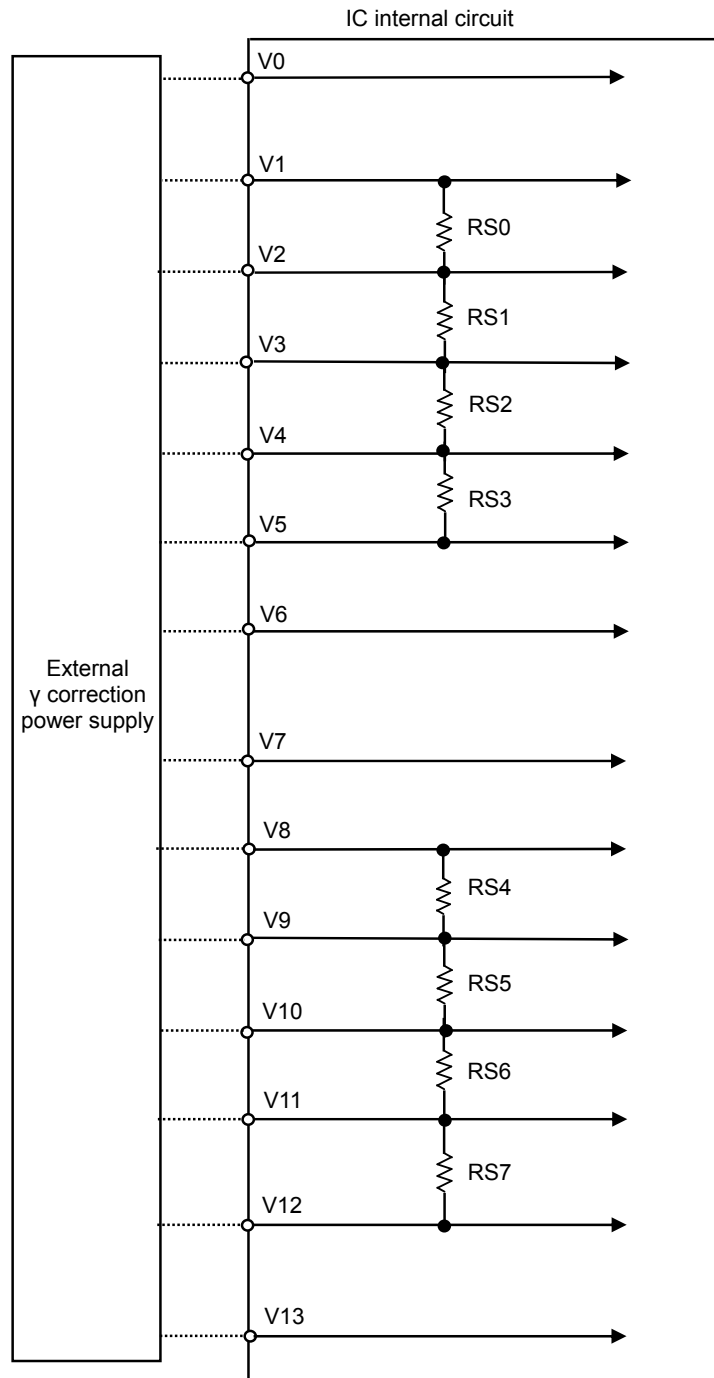 IC internal circuit
V0
V1
RS0
V2
RS1
V3
RS2
V4
RS3
V5
V6
External
γ correction
power supply
V7
V8
RS4
V9
RS5
V10
RS6
V11
RS7
V12
V13